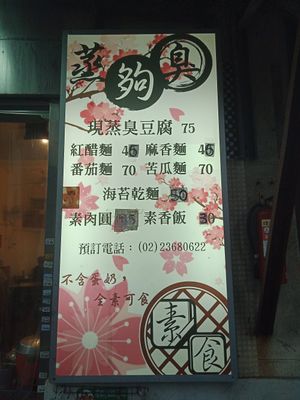 蒸夠臭
現蒸臭豆腐 75
紅醋麵 45 麻香麵 45
番茄麵 70 苦瓜麵 70
海苔乾麵 50
素肉圓 35 素香飯 30
預訂電話：(02)23680622
不含蛋奶，
全素可食
素食